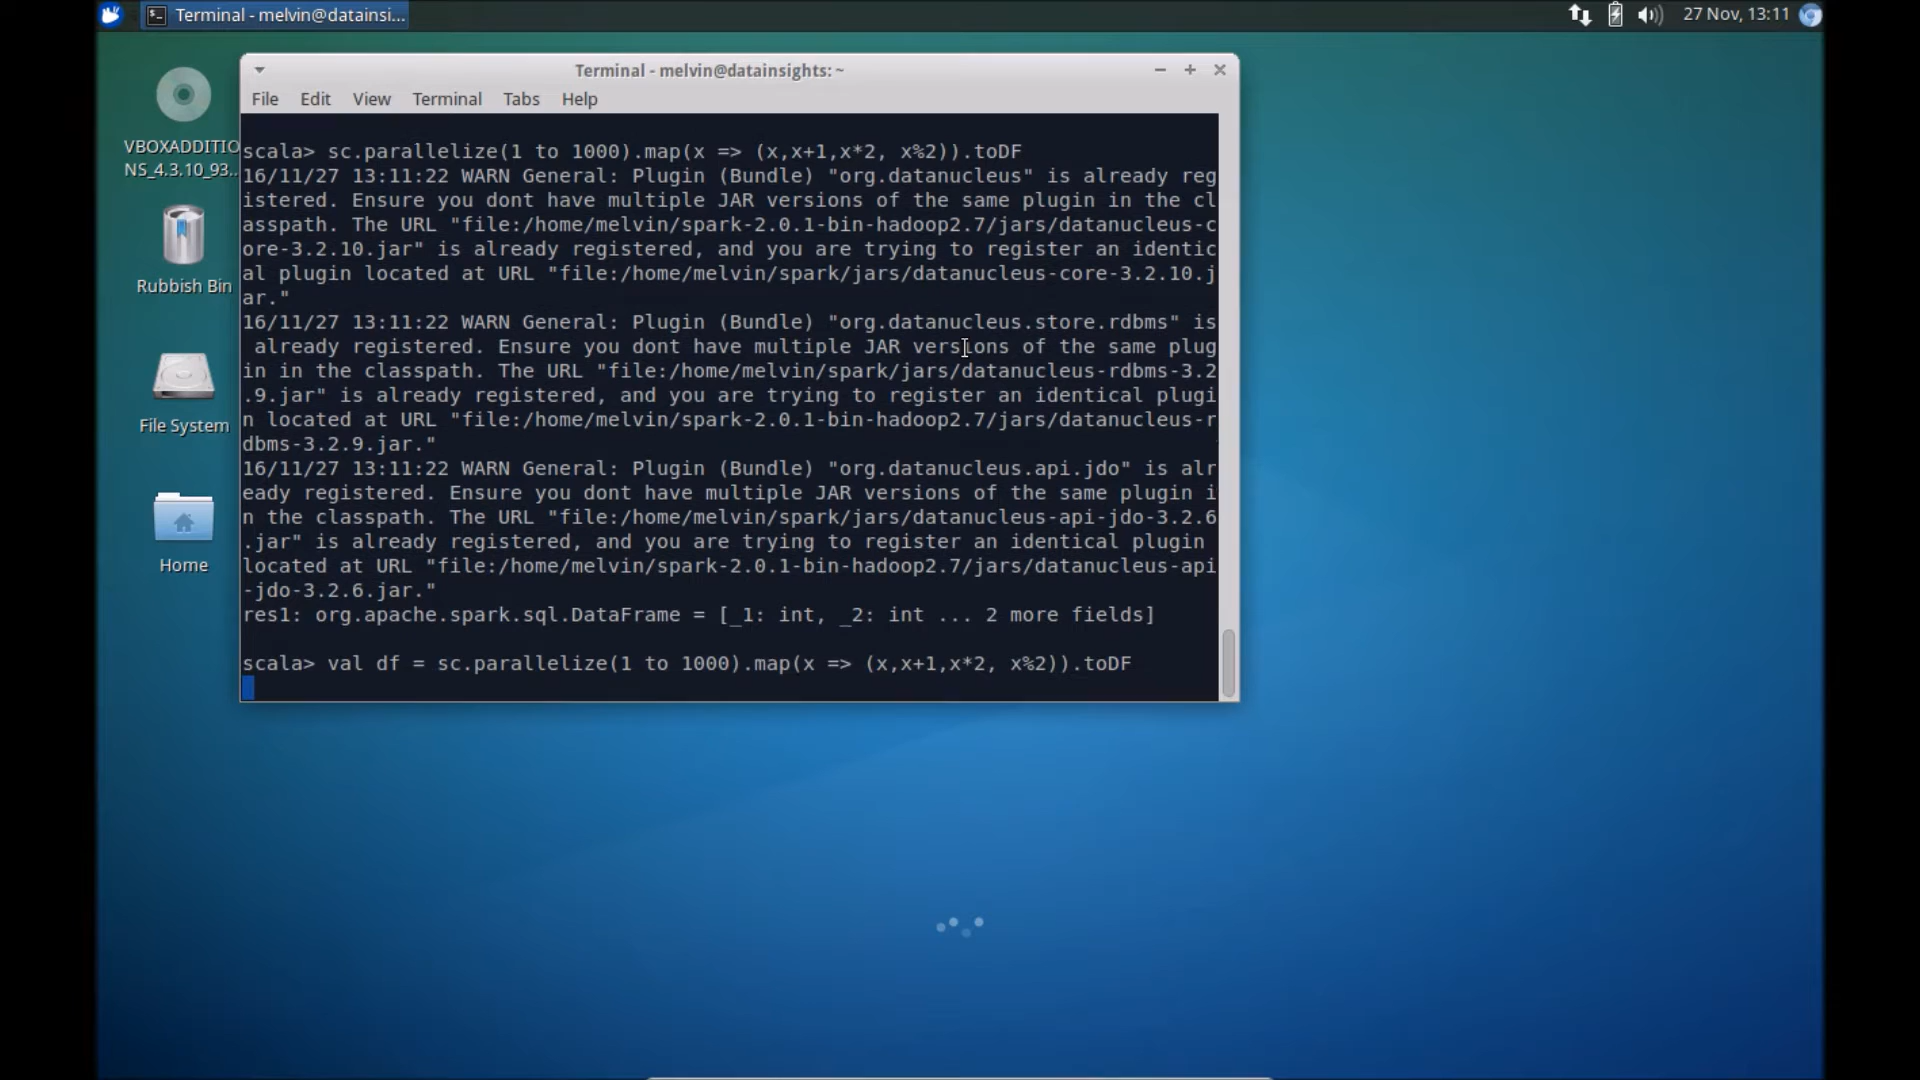 Terminal - melvin@datainsi...
27 Nov, 13:11
Terminal - melvin@datainsights: ~
File Edit View Terminal Tabs Help
VBOXADDITIO
NS_4.3.10_93...
Rubbish Bin
File System
Home
scala> sc.parallelize(1 to 1000).map(x => (x,x+1,x*2, x%2)).toDF
16/11/27 13:11:22 WARN General: Plugin (Bundle) "org.datanucleus" is already reg
istered. Ensure you dont have multiple JAR versions of the same plugin in the cl
asspath. The URL "file:/home/melvin/spark-2.0.1-bin-hadoop2.7/jars/datanucleus-c
ore-3.2.10.jar" is already registered, and you are trying to register an identic
al plugin located at URL "file:/home/melvin/spark/jars/datanucleus-core-3.2.10.j
ar."
16/11/27 13:11:22 WARN General: Plugin (Bundle) "org.datanucleus.store.rdbms" is
 already registered. Ensure you dont have multiple JAR versions of the same plug
in in the classpath. The URL "file:/home/melvin/spark/jars/datanucleus-rdbms-3.2
.9.jar" is already registered, and you are trying to register an identical plugi
n located at URL "file:/home/melvin/spark-2.0.1-bin-hadoop2.7/jars/datanucleus-r
dbms-3.2.9.jar."
16/11/27 13:11:22 WARN General: Plugin (Bundle) "org.datanucleus.api.jdo" is alr
eady registered. Ensure you dont have multiple JAR versions of the same plugin i
n the classpath. The URL "file:/home/melvin/spark/jars/datanucleus-api-jdo-3.2.6
.jar" is already registered, and you are trying to register an identical plugin
located at URL "file:/home/melvin/spark-2.0.1-bin-hadoop2.7/jars/datanucleus-api
-jdo-3.2.6.jar."
res1: org.apache.spark.sql.DataFrame = [_1: int, _2: int ... 2 more fields]
scala> val df = sc.parallelize(1 to 1000).map(x => (x,x+1,x*2, x%2)).toDF